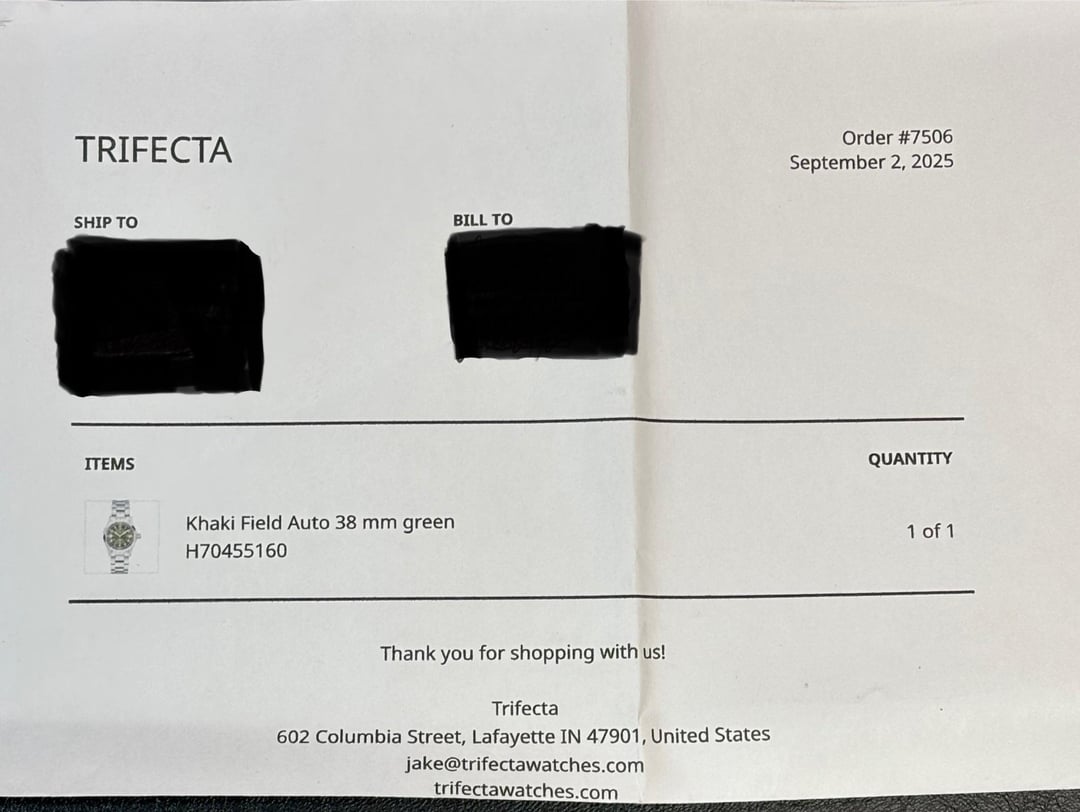 TRIFECTA
Order #7506
September 2, 2025
SHIP TO
BILL TO
ITEMS
QUANTITY
Khaki Field Auto 38 mm green
H70455160
1 of 1
Thank you for shopping with us!
Trifecta
602 Columbia Street, Lafayette IN 47901, United States
jake@trifectawatches.com
trifectawatches.com